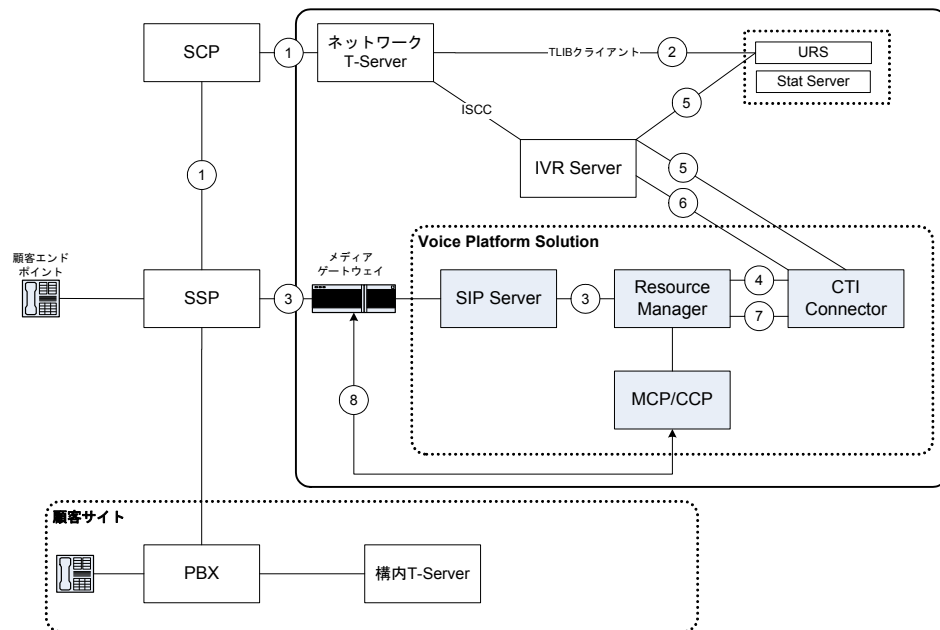 SCP
1
ネットワーク
T-Server
TLIBクライアント
2
URS
Stat Server
ISCC
5
1
IVR Server
5
6
Voice Platform Solution
顧客エンド
ポイント
SSP
3
メディア
ゲートウェイ
SIP Server
3
Resource
Manager
4
7
CTI
Connector
8
MCP/CCP
顧客サイト
PBX
構内T-Server